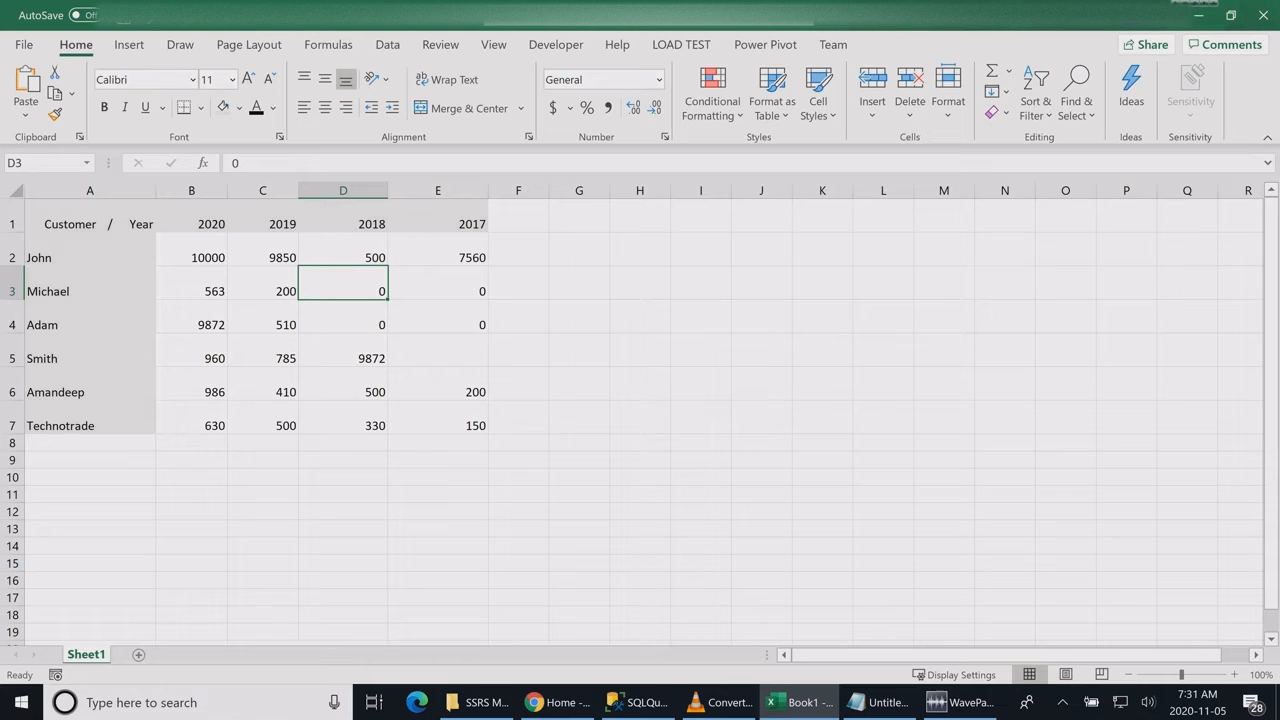 AutoSave Off
File Home Insert Draw Page Layout Formulas Data Review View Developer Help LOAD TEST Power Pivot Team Share Comments
Paste
Clipboard
Calibri 11
B I U A
Font
Wrap Text
Merge & Center
Alignment
General
$ % ,
Number
Conditional Formatting
Format as Table
Cell Styles
Styles
Insert Delete Format
Cells
Sort & Filter
Find & Select
Editing
Ideas
Ideas
Sensitivity
Sensitivity
D3 fx 0
A B C D E F G H I J K L M N O P Q R
1 Customer / Year 2020 2019 2018 2017
2 John 10000 9850 500 7560
3 Michael 563 200 0 0
4 Adam 9872 510 0 0
5 Smith 960 785 9872
6 Amandeep 986 410 500 200
7 Technotrade 630 500 330 150
8
9
10
11
12
13
14
15
16
17
18
19
Sheet1
Ready Display Settings 100%
Type here to search SSRS M... Home -... SQLQu... Convert... Book1 -... Untitle... WavePa... 7:31 AM
2020-11-05 28